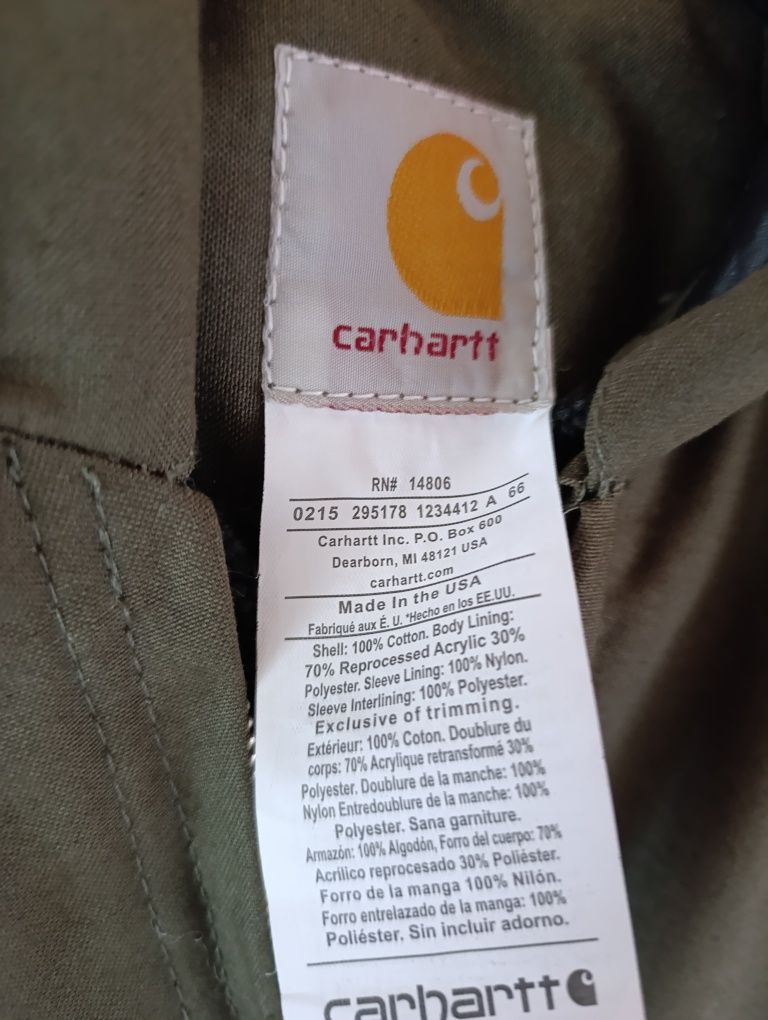 carhartt
RN# 14806
0215 295178 1234412 A 66
Carhartt Inc. P.O. Box 600
Dearborn, MI 48121 USA
carhartt.com
Made In the USA
Fabriqué aux É. U. *Hecho en los EE.UU.
Shell: 100% Cotton. Body Lining:
70% Reprocessed Acrylic 30%
Polyester. Sleeve Lining: 100% Nylon.
Sleeve Interlining: 100% Polyester.
Exclusive of trimming.
Extérieur: 100% Coton. Doublure du
corps: 70% Acrylique retransformé 30%
Polyester. Doublure de la manche: 100%
Nylon Entredoublure de la manche: 100%
Polyester. Sana garniture.
Armazòn: 100% Algodón, Forro del cuerpo: 70%
Acrílico reprocesado 30% Poliéster.
Forro de la manga 100% Nilón.
Forro entrelazado de la manga: 100%
Poliéster. Sin incluir adorno.
carhartt